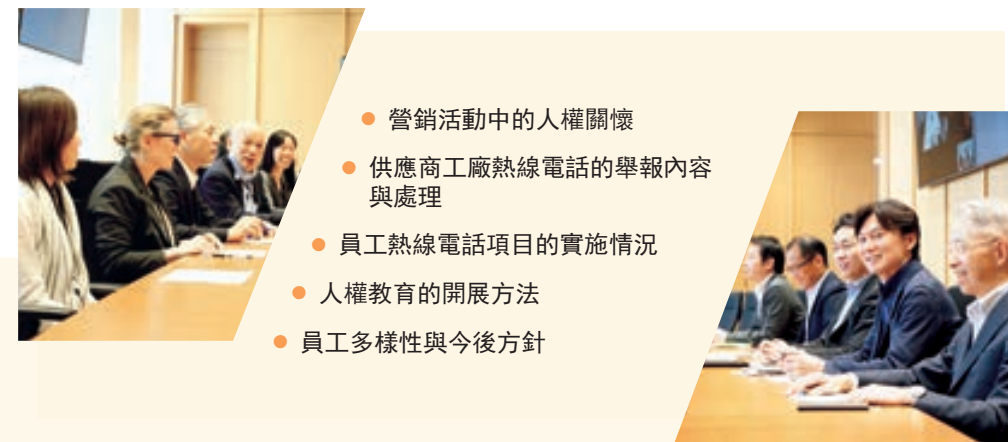 營銷活動中的人權關懷
供應商工廠熱線電話的舉報內容
與處理
員工熱線電話項目的實施情況
人權教育的開展方法
員工多樣性與今後方針